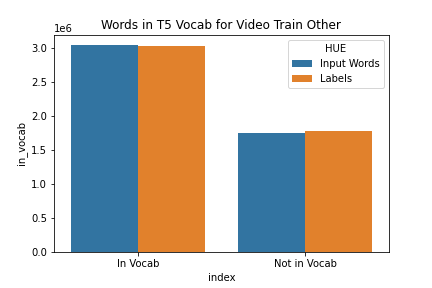 Words in T5 Vocab for Video Train Other
1e6
3.0
2.5
2.0
1.5
1.0
0.5
0.0
in_vocab
HUE
Input Words
Labels
In Vocab
Not in Vocab
index